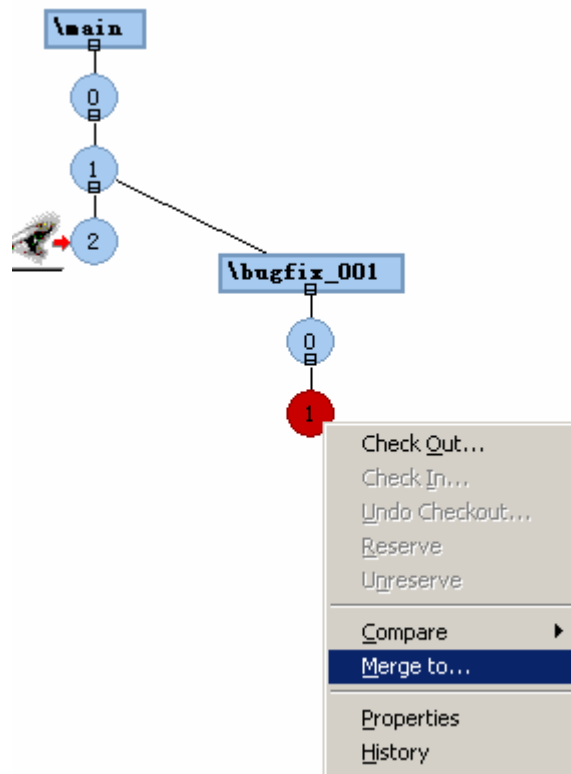 \main
0
1
2
\bugfix_001
0
1
Check Out...
Check In...
Undo Checkout...
Reserve
Unreserve
Compare
Merge to...
Properties
History